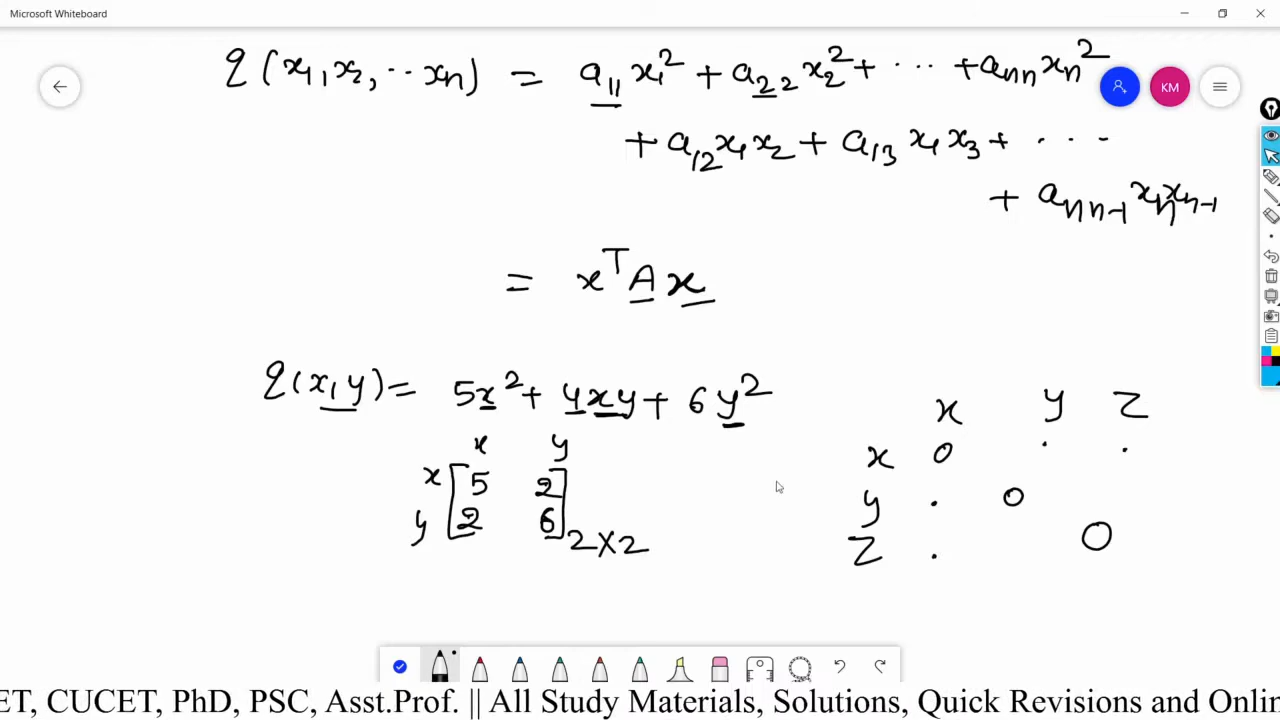 Microsoft Whiteboard
q(x₁, x₂, ⋯ xₙ) = a₁₁ x₁² + a₂₂ x₂² + ⋯ + aₙₙ xₙ²
KM
+ a₁₂ x₁ x₂ + a₁₃ x₁ x₃ + ⋯
+ aₙₙ₋₁ xₙ xₙ₋₁
= xᵀ A x
q(x, y) = 5x² + 4xy + 6y²
x y
x [ 5 2 ]
y [ 2 6 ] 2×2
x y z
x 0 · ·
y · 0
z · 0
ET, CUCET, PhD, PSC, Asst.Prof. || All Study Materials, Solutions, Quick Revisions and Onlin